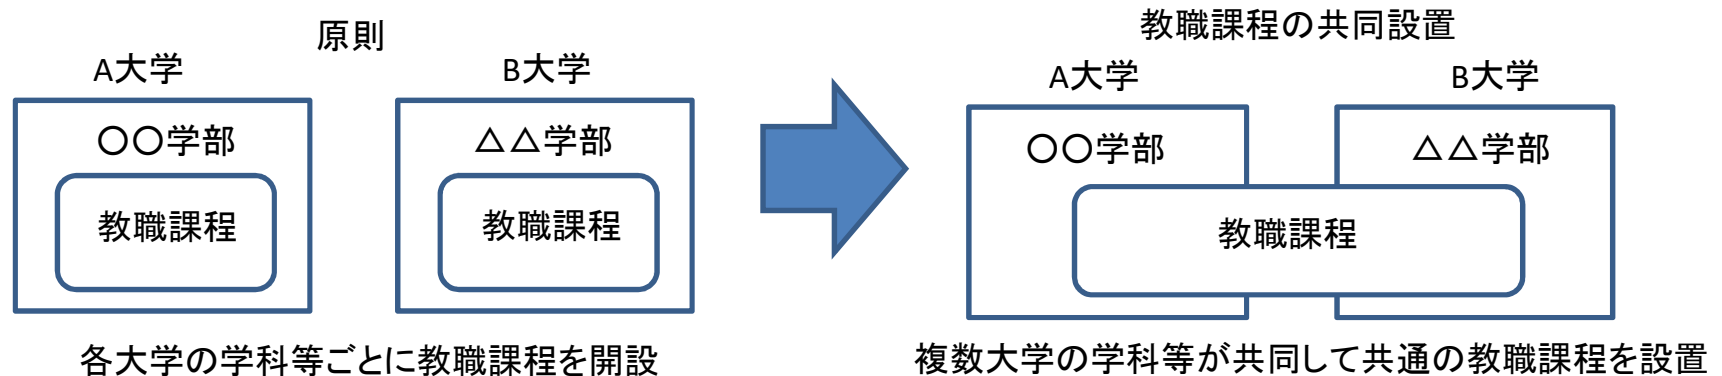 原則
A大学
B大学
〇〇学部
△△学部
教職課程
教職課程
各大学の学科等ごとに教職課程を開設
教職課程の共同設置
A大学
B大学
〇〇学部
△△学部
教職課程
複数大学の学科等が共同して共通の教職課程を設置